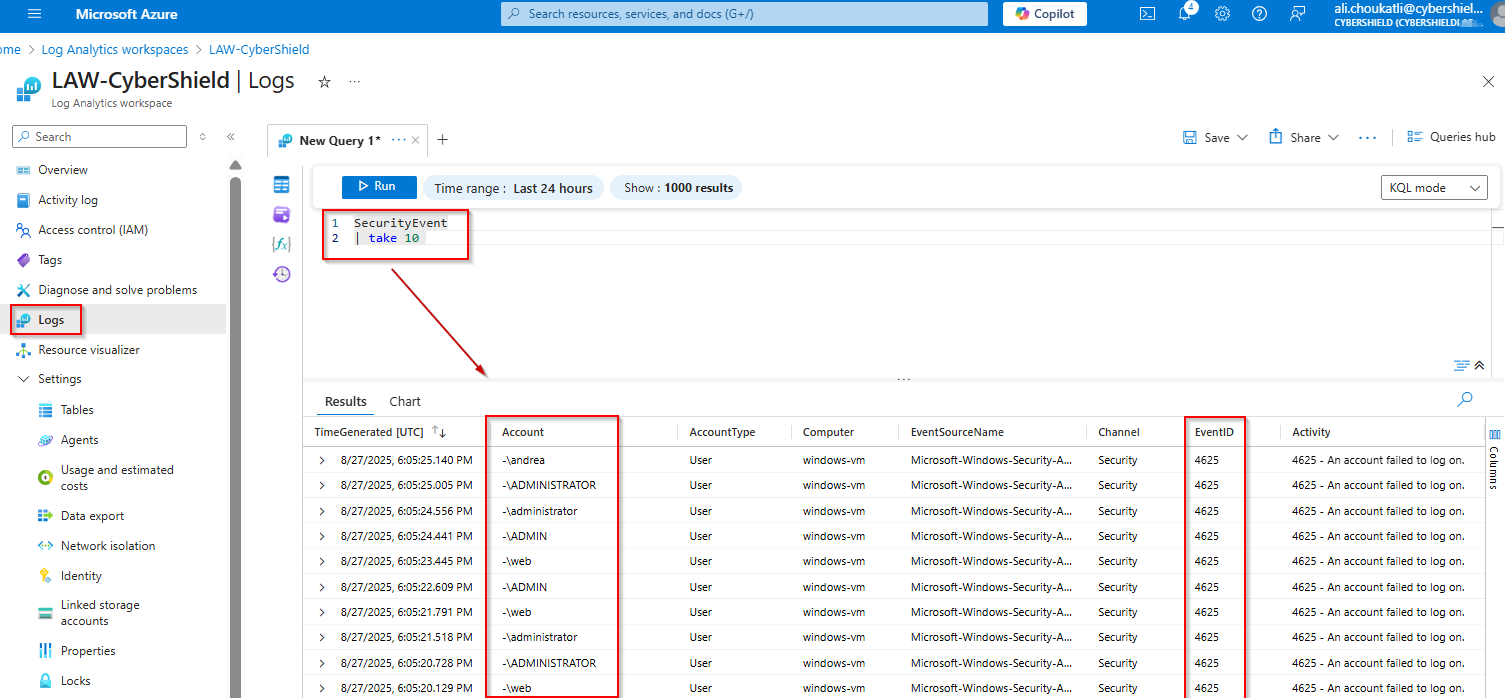 Microsoft Azure
Search resources, services, and docs (G+/)
Copilot
4
ali.choukatli@cybershiel...
CYBERSHIELD (CYBERSHIELD
ome > Log Analytics workspaces > LAW-CyberShield
LAW-CyberShield | Logs
Log Analytics workspace
Search
Overview
Activity log
Access control (IAM)
Tags
Diagnose and solve problems
Logs
Resource visualizer
Settings
Tables
Agents
Usage and estimated
costs
Data export
Network isolation
Identity
Linked storage
accounts
Properties
Locks
New Query 1*
Save
Share
Queries hub
Run
Time range : Last 24 hours
Show : 1000 results
KQL mode
1 SecurityEvent
2 | take 10
Results Chart
TimeGenerated [UTC] Account AccountType Computer EventSourceName Channel EventID Activity
8/27/2025, 6:05:25.140 PM -\andrea User windows-vm Microsoft-Windows-Security-A... Security 4625 4625 - An account failed to log on.
8/27/2025, 6:05:25.005 PM -\ADMINISTRATOR User windows-vm Microsoft-Windows-Security-A... Security 4625 4625 - An account failed to log on.
8/27/2025, 6:05:24.556 PM -\administrator User windows-vm Microsoft-Windows-Security-A... Security 4625 4625 - An account failed to log on.
8/27/2025, 6:05:24.441 PM -\ADMIN User windows-vm Microsoft-Windows-Security-A... Security 4625 4625 - An account failed to log on.
8/27/2025, 6:05:23.445 PM -\web User windows-vm Microsoft-Windows-Security-A... Security 4625 4625 - An account failed to log on.
8/27/2025, 6:05:22.609 PM -\ADMIN User windows-vm Microsoft-Windows-Security-A... Security 4625 4625 - An account failed to log on.
8/27/2025, 6:05:21.791 PM -\web User windows-vm Microsoft-Windows-Security-A... Security 4625 4625 - An account failed to log on.
8/27/2025, 6:05:21.518 PM -\administrator User windows-vm Microsoft-Windows-Security-A... Security 4625 4625 - An account failed to log on.
8/27/2025, 6:05:20.728 PM -\ADMINISTRATOR User windows-vm Microsoft-Windows-Security-A... Security 4625 4625 - An account failed to log on.
8/27/2025, 6:05:20.129 PM -\web User windows-vm Microsoft-Windows-Security-A... Security 4625 4625 - An account failed to log on.
Columns